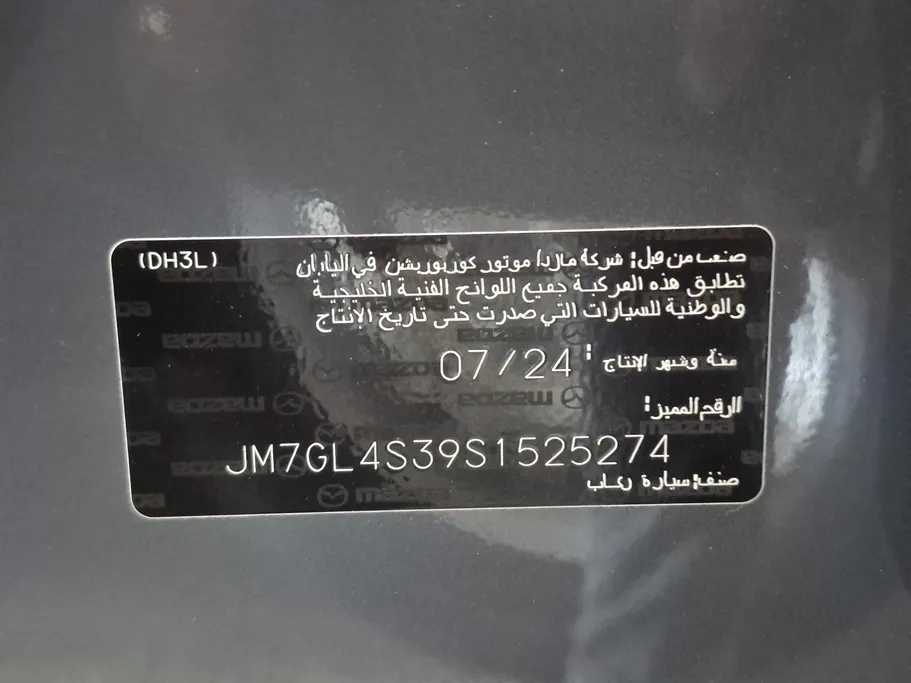 (DH3L)
صنعت من قبل: شركة مازدا موتور كوربوريشن في اليابان
تطابق هذه المركبة جميع اللوائح الفنية الخليجية
والوطنية للسيارات التي صدرت حتى تاريخ الإنتاج
سنة وشهر الإنتاج : 07/24
الرقم المميز:
JM7GL4S39S1525274
صنف: سيارة ركاب